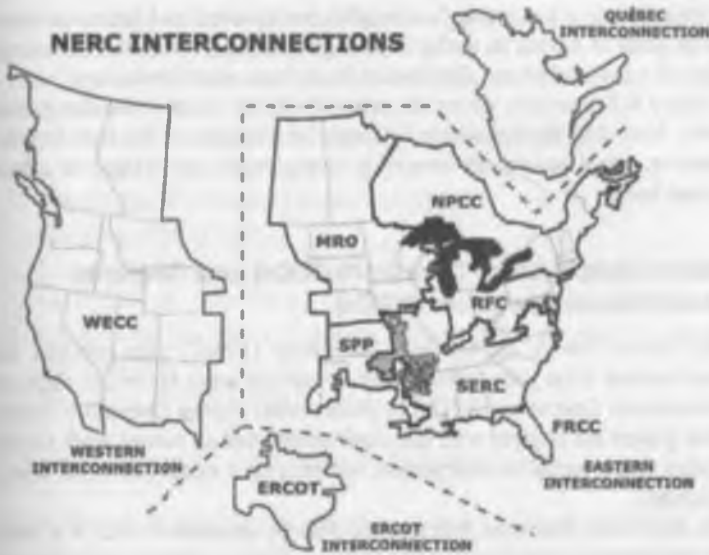 NERC INTERCONNECTIONS
QUÉBEC
INTERCONNECTION
NPCC
MRO
RFC
WECC
SPP
SERC
FRCC
WESTERN
INTERCONNECTION
EASTERN
INTERCONNECTION
ERCOT
ERCOT
INTERCONNECTION